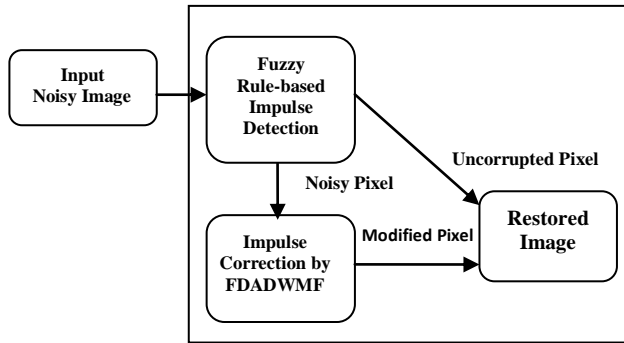 Input
Noisy Image
Fuzzy
Rule-based
Impulse
Detection
Uncorrupted Pixel
Noisy Pixel
Impulse
Correction by
FDADWMF
Modified Pixel
Restored
Image